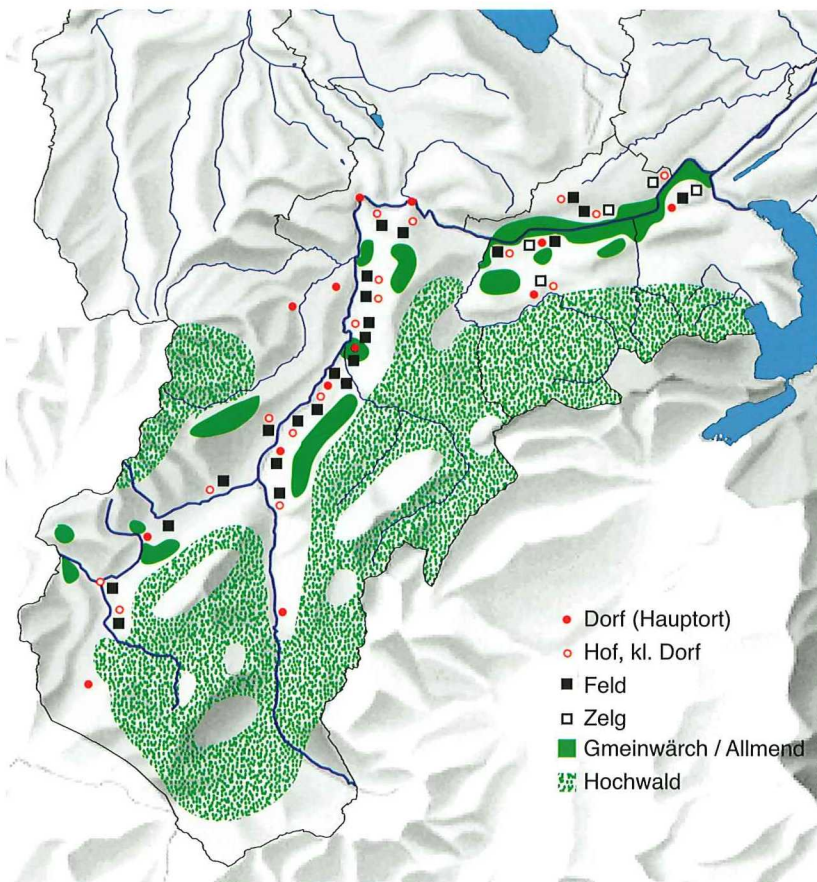 Dorf (Hauptort)
Hof, kl. Dorf
Feld
Zelg
Gmeinwärch / Allmend
Hochwald